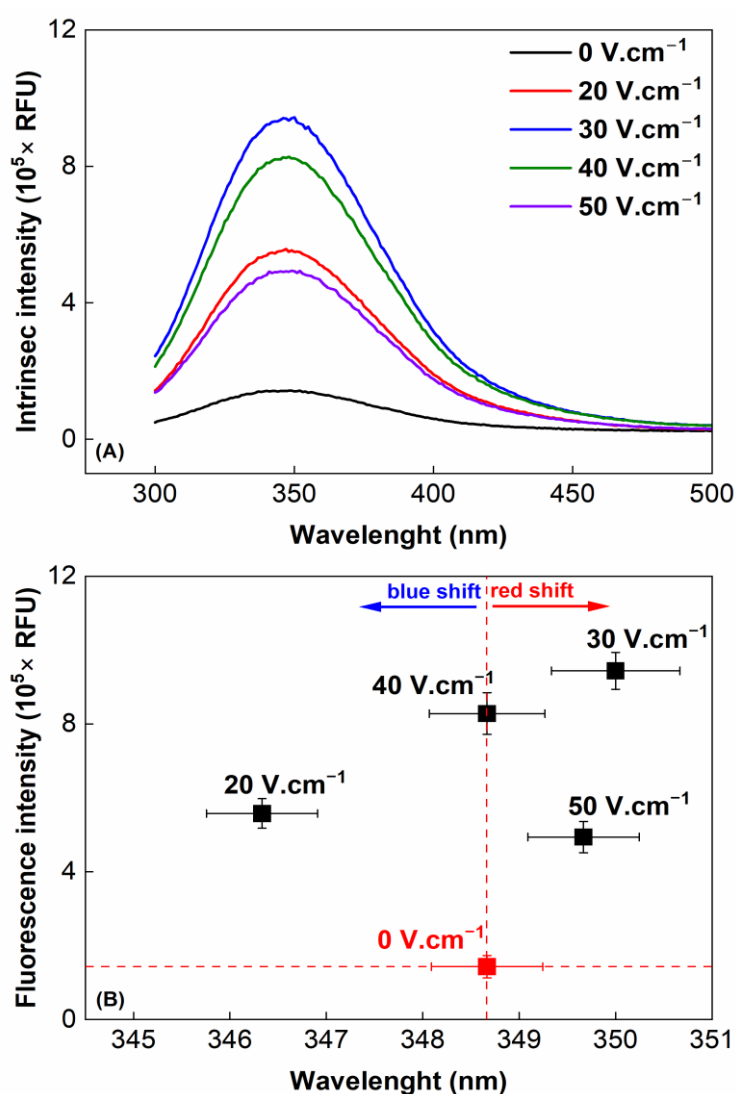 12
8
4
0
Intrinsec intensity (10⁵× RFU)
0 V.cm⁻¹
20 V.cm⁻¹
30 V.cm⁻¹
40 V.cm⁻¹
50 V.cm⁻¹
(A)
300 350 400 450 500
Wavelenght (nm)
12
8
4
0
Fluorescence intensity (10⁵× RFU)
blue shift red shift
30 V.cm⁻¹
40 V.cm⁻¹
20 V.cm⁻¹
50 V.cm⁻¹
0 V.cm⁻¹
(B)
345 346 347 348 349 350 351
Wavelenght (nm)